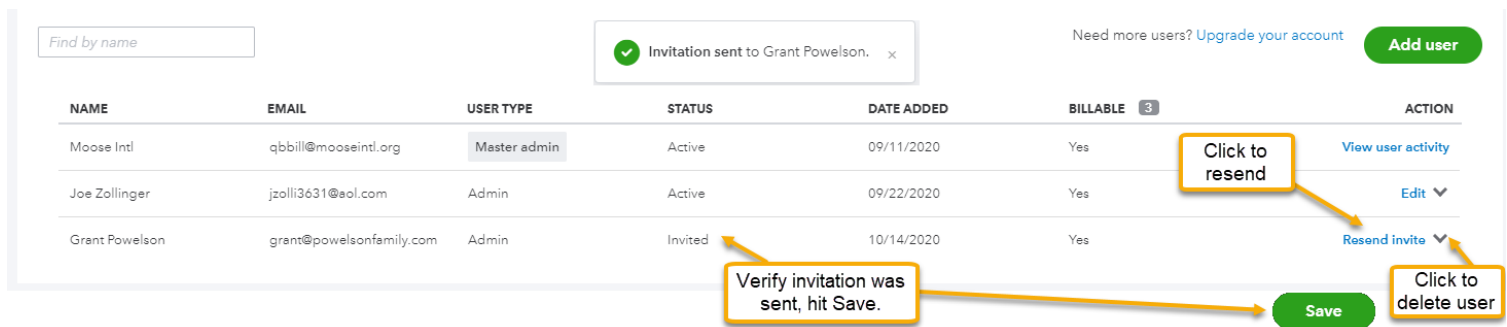 Find by name
Invitation sent to Grant Powelson. ×
Need more users? Upgrade your account
Add user
NAME EMAIL USER TYPE STATUS DATE ADDED BILLABLE 3 ACTION
Moose Intl qbbill@mooseintl.org Master admin Active 09/11/2020 Yes View user activity
Click to
resend
Joe Zollinger jzolli3631@aol.com Admin Active 09/22/2020 Yes Edit
Grant Powelson grant@powelsonfamily.com Admin Invited 10/14/2020 Yes Resend invite
Verify invitation was
sent, hit Save.
Click to
delete user
Save